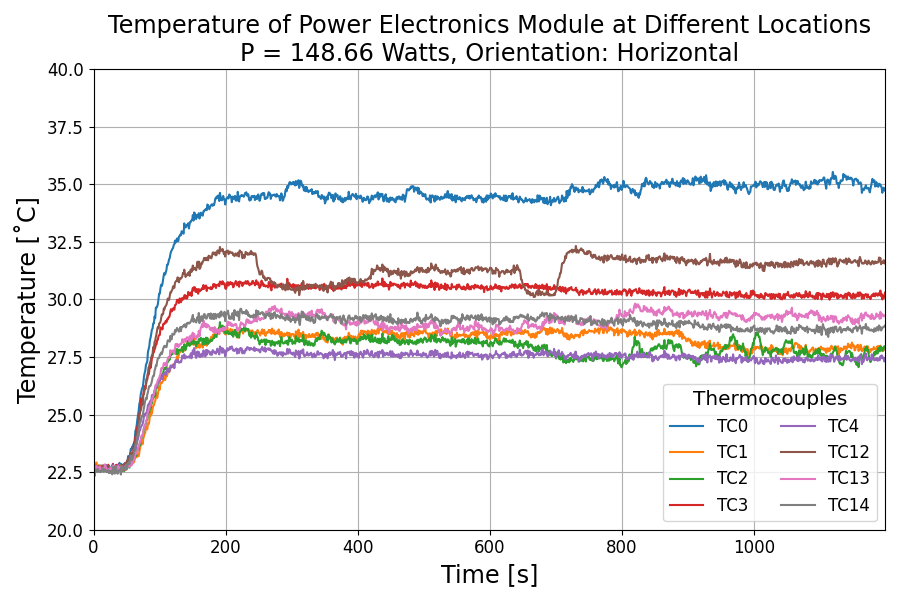 Temperature of Power Electronics Module at Different Locations
P = 148.66 Watts, Orientation: Horizontal
Temperature [˚C]
40.0
37.5
35.0
32.5
30.0
27.5
25.0
22.5
20.0
0
200
400
600
800
1000
Time [s]
Thermocouples
TC0
TC1
TC2
TC3
TC4
TC12
TC13
TC14